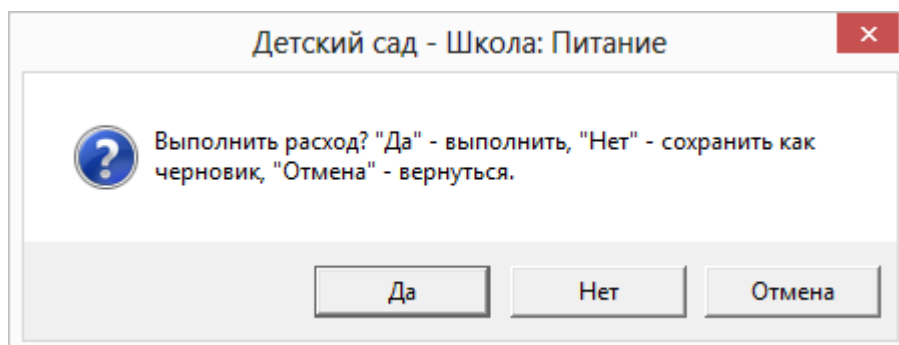 Детский сад - Школа: Питание
Выполнить расход? "Да" - выполнить, "Нет" - сохранить как
черновик, "Отмена" - вернуться.
Да
Нет
Отмена